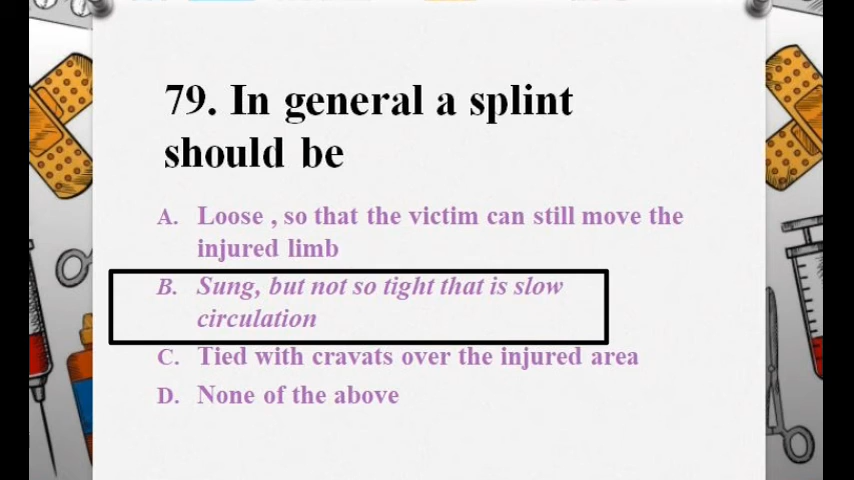 79. In general a splint
should be
A. Loose , so that the victim can still move the
injured limb
B. Sung, but not so tight that is slow
circulation
C. Tied with cravats over the injured area
D. None of the above